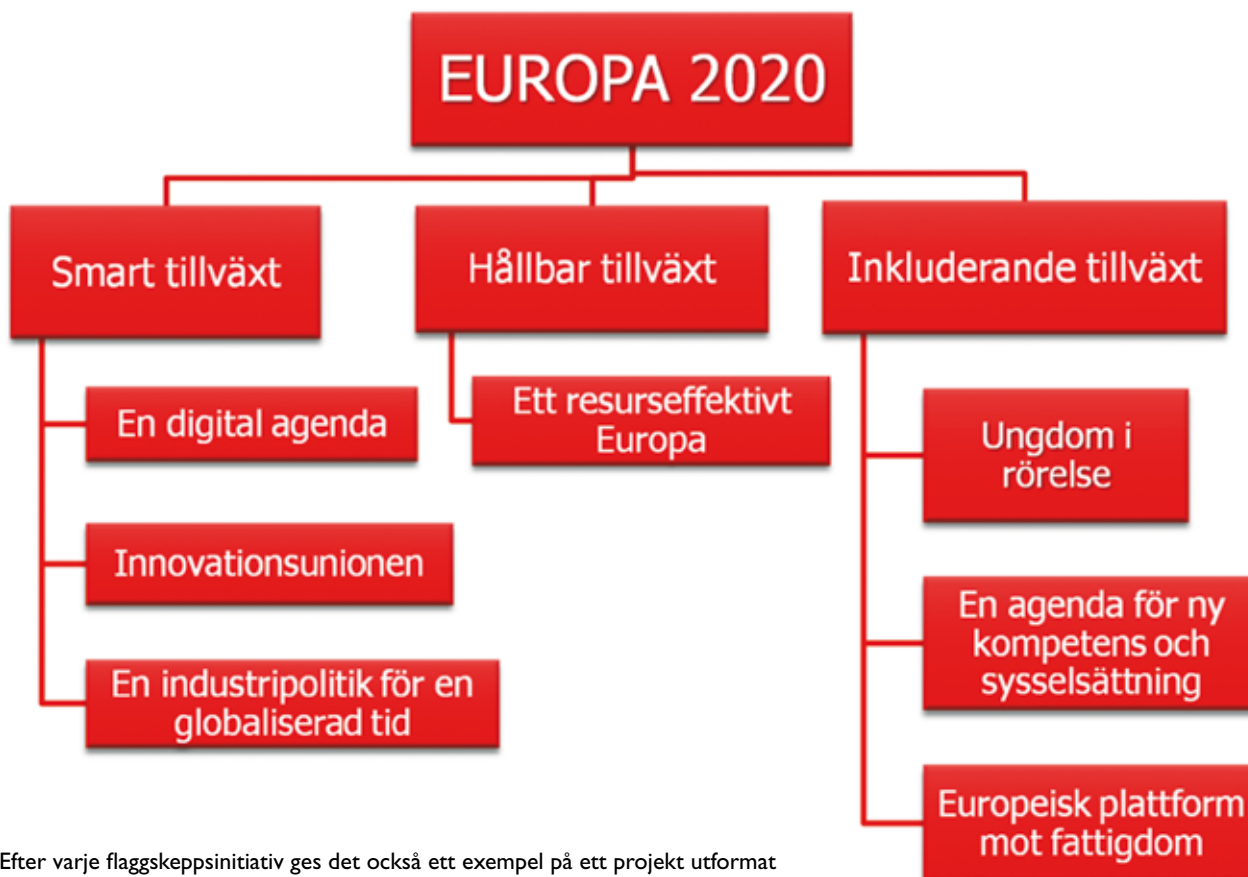 EUROPA 2020
Smart tillväxt
En digital agenda
Innovationsunionen
En industripolitik för en
globaliserad tid
Hållbar tillväxt
Ett resurseffektivt
Europa
Inkluderande tillväxt
Ungdom i
rörelse
En agenda för ny
kompetens och
sysselsättning
Europeisk plattform
mot fattigdom
Efter varje flaggskeppsinitiativ ges det också ett exempel på ett projekt utformat